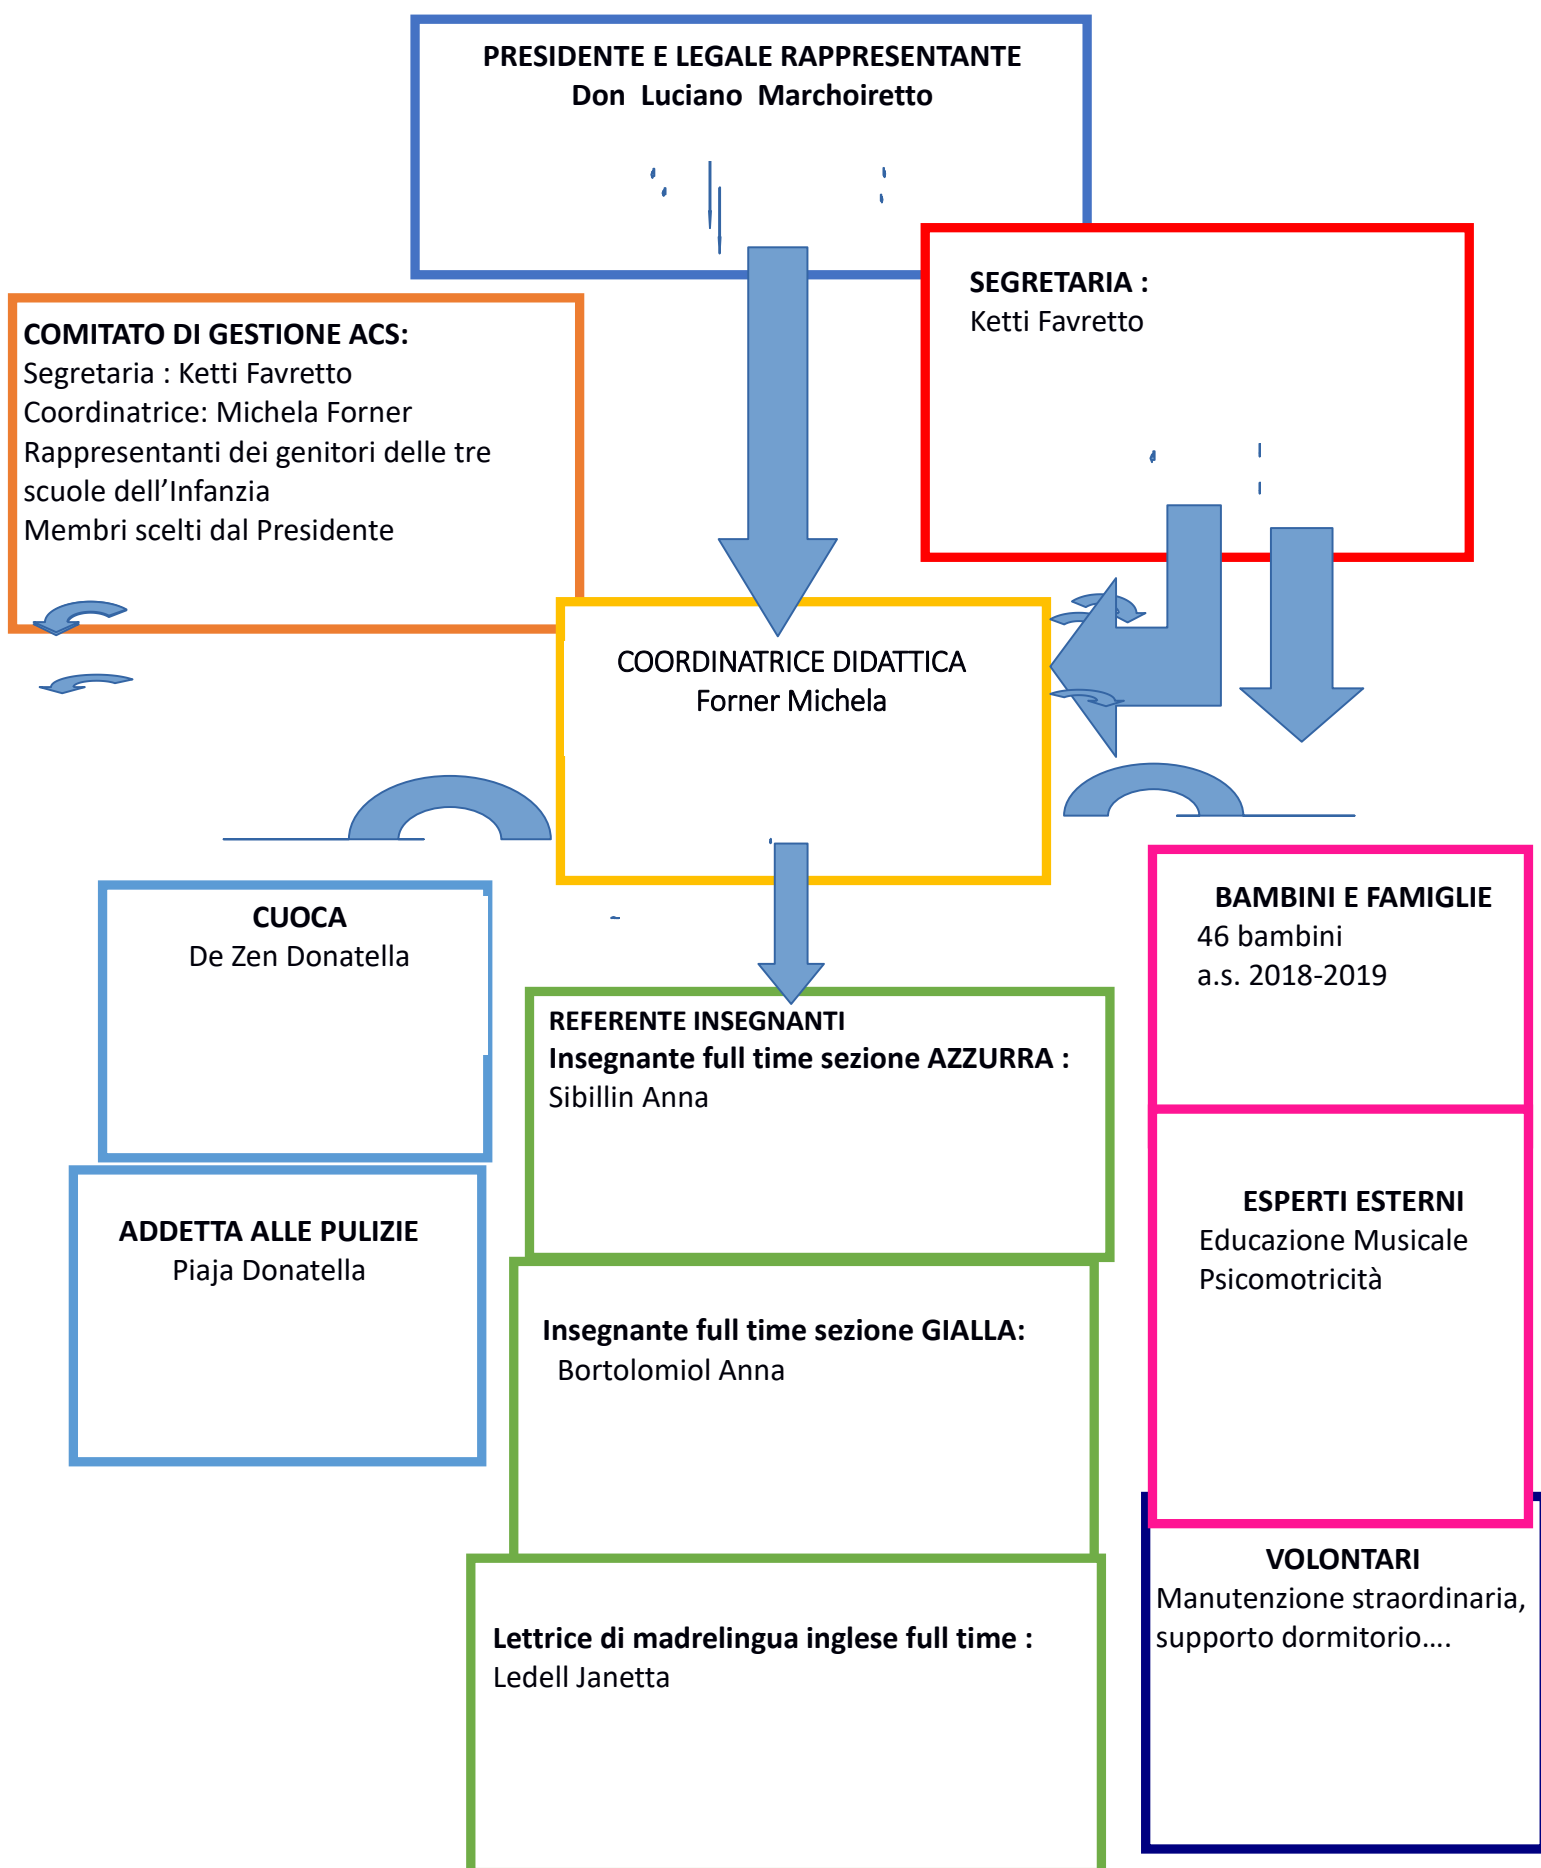 PRESIDENTE E LEGALE RAPPRESENTANTE
Don Luciano Marchoiretto
SEGRETARIA :
Ketti Favretto
COMITATO DI GESTIONE ACS:
Segretaria : Ketti Favretto
Coordinatrice: Michela Forner
Rappresentanti dei genitori delle tre
scuole dell’Infanzia
Membri scelti dal Presidente
COORDINATRICE DIDATTICA
Forner Michela
CUOCA
De Zen Donatella
ADDETTA ALLE PULIZIE
Piaja Donatella
REFERENTE INSEGNANTI
Insegnante full time sezione AZZURRA :
Sibillin Anna
Insegnante full time sezione GIALLA:
Bortolomiol Anna
Lettrice di madrelingua inglese full time :
Ledell Janetta
BAMBINI E FAMIGLIE
46 bambini
a.s. 2018-2019
ESPERTI ESTERNI
Educazione Musicale
Psicomotricità
VOLONTARI
Manutenzione straordinaria,
supporto dormitorio….